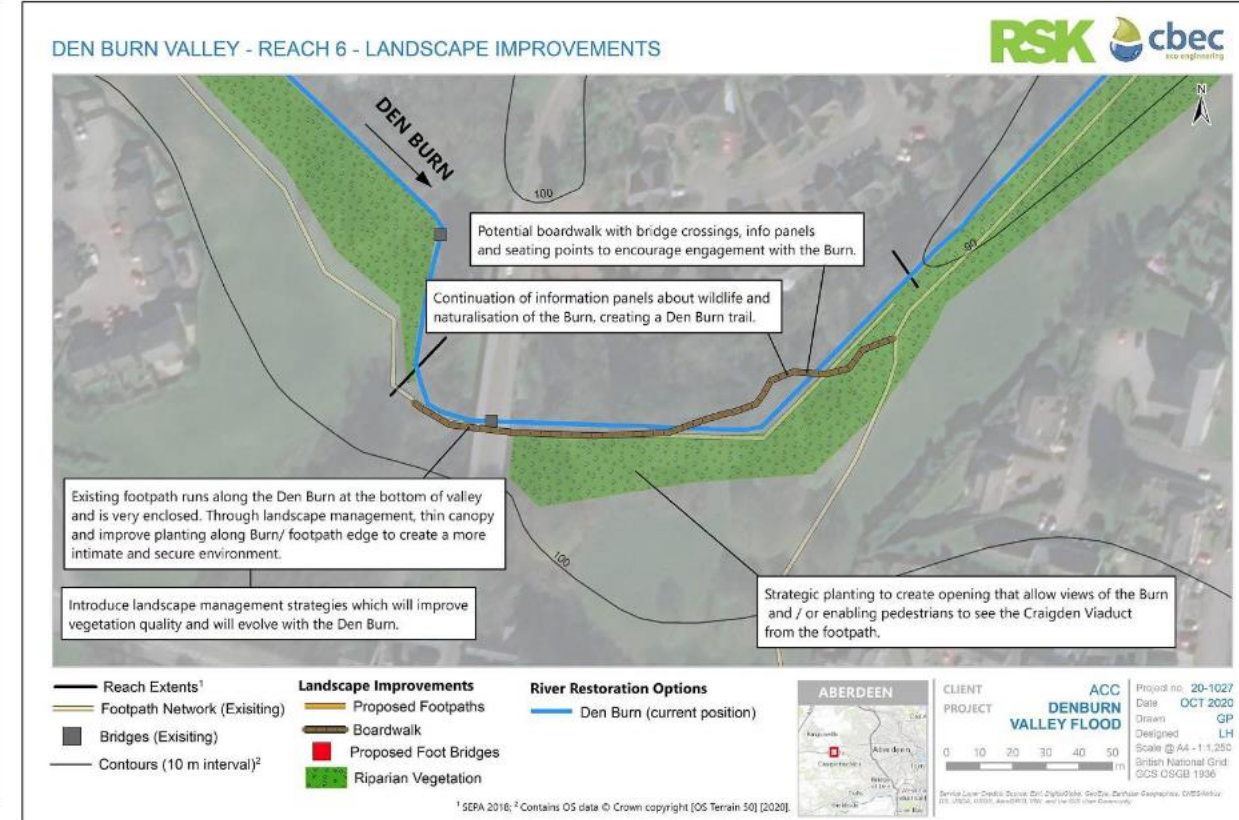 DEN BURN VALLEY - REACH 6 - LANDSCAPE IMPROVEMENTS
RSK
cbec
eco engineering
N
DEN BURN
100
Potential boardwalk with bridge crossings, info panels
and seating points to encourage engagement with the Burn.
90
Continuation of information panels about wildlife and
naturalisation of the Burn, creating a Den Burn trail.
Existing footpath runs along the Den Burn at the bottom of valley
and is very enclosed. Through landscape management, thin canopy
and improve planting along Burn/ footpath edge to create a more
intimate and secure environment.
100
Introduce landscape management strategies which will improve
vegetation quality and will evolve with the Den Burn.
Strategic planting to create opening that allow views of the Burn
and / or enabling pedestrians to see the Craigden Viaduct
from the footpath.
Reach Extents¹
Footpath Network (Exisiting)
Bridges (Exisiting)
Contours (10 m interval)²
Landscape Improvements
Proposed Footpaths
Boardwalk
Proposed Foot Bridges
Riparian Vegetation
River Restoration Options
Den Burn (current position)
¹ SEPA 2018; ² Contains OS data © Crown copyright [OS Terrain 50] [2020].
ABERDEEN
CLIENT ACC
PROJECT DENBURN
VALLEY FLOOD
0 10 20 30 40 50
m
Project no. 20-1027
Date OCT 2020
Drawn GP
Designed LH
Scale @ A4 - 1:1,250
British National Grid
GCS OSGB 1936